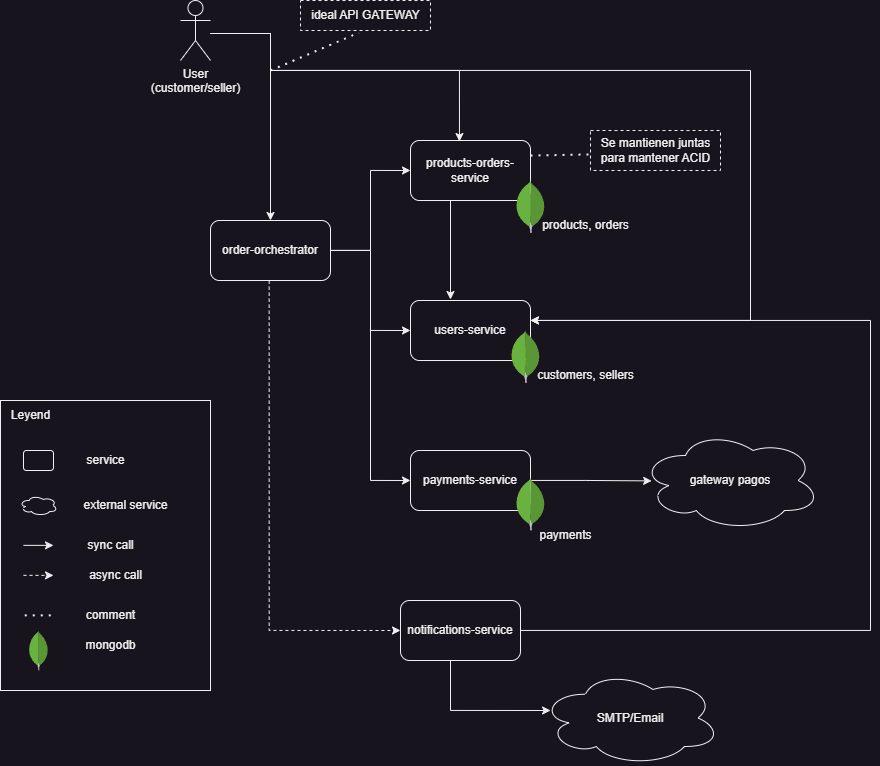 ideal API GATEWAY
User
(customer/seller)
Se mantienen juntas
para mantener ACID
products-orders-
service
products, orders
order-orchestrator
users-service
customers, sellers
Leyend
service
external service
sync call
async call
comment
mongodb
payments-service
gateway pagos
payments
notifications-service
SMTP/Email